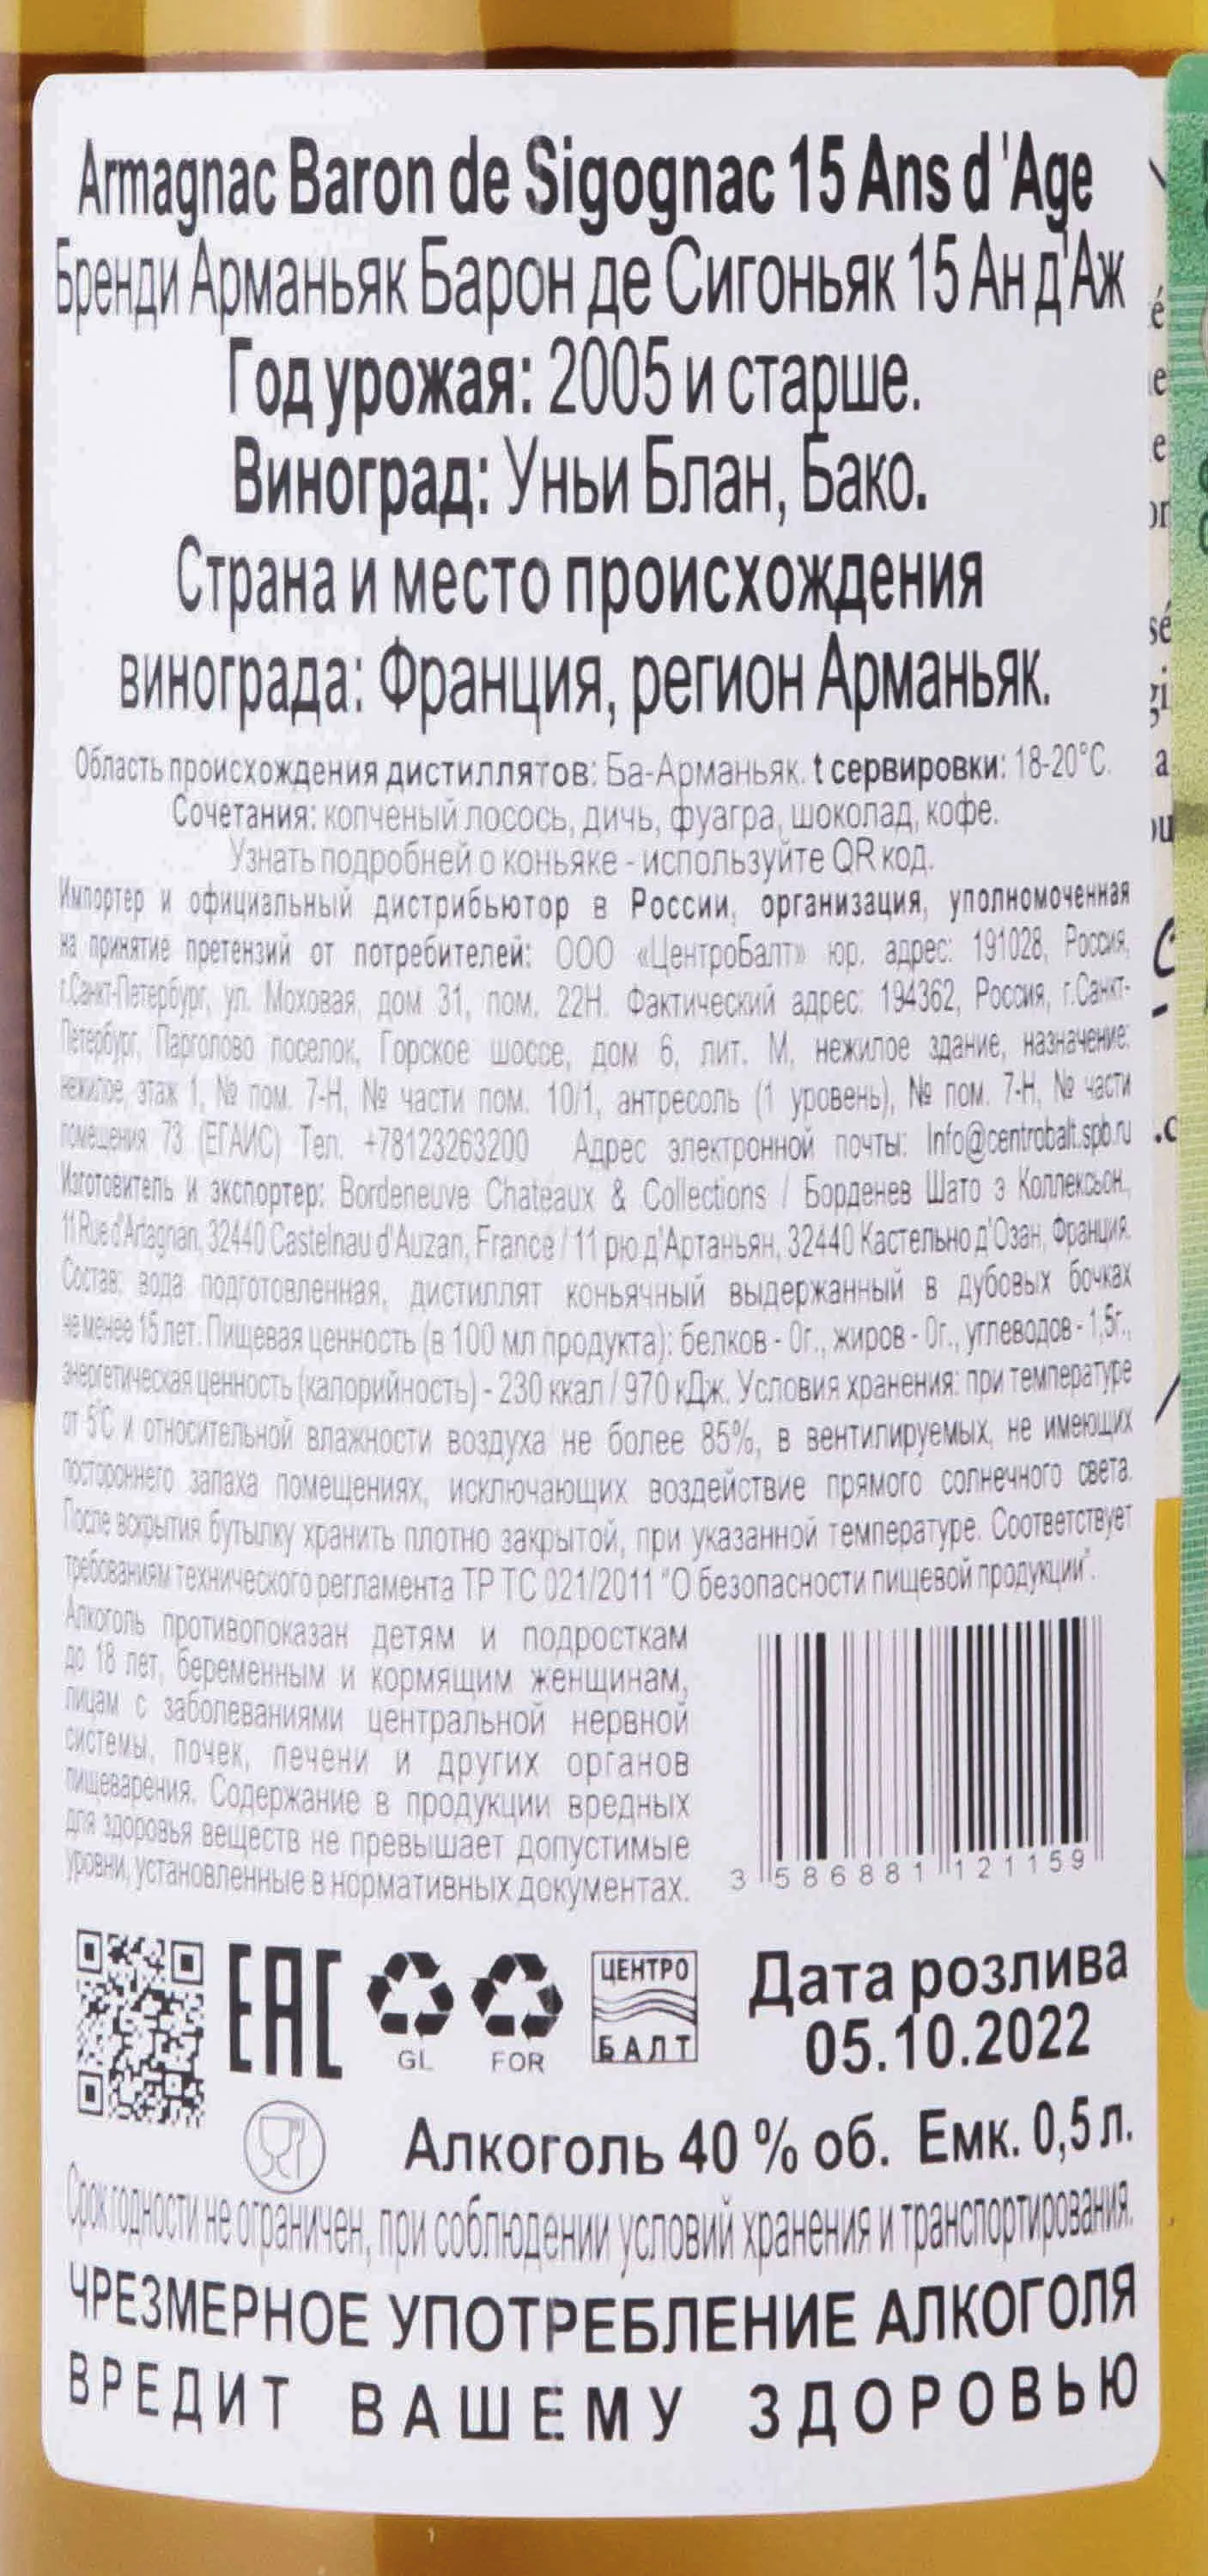 Armagnac Baron de Sigognac 15 Ans d'Age
Бренди Арманьяк Барон де Сигоньяк 15 Ан д'Аж
Год урожая: 2005 и старше.
Виноград: Уньи Блан, Бако.
Страна и место происхождения
винограда: Франция, регион Арманьяк.
Область происхождения дистиллятов: Ба-Арманьяк. t сервировки: 18-20°C.
Сочетания: копченый лосось, дичь, фуагра, шоколад, кофе.
Узнать подробней о коньяке - используйте QR код.
Импортер и официальный дистрибьютор в России, организация, уполномоченная
на принятие претензий от потребителей: ООО «ЦентроБалт» юр. адрес: 191028, Россия,
г.Санкт-Петербург, ул. Моховая, дом 31, пом. 22Н. Фактический адрес: 194362, Россия, г.Санкт-
Петербург, Парголово поселок, Горское шоссе, дом 6, лит. М, нежилое здание, назначение:
нежилое, этаж 1, № пом. 7-Н, № части пом. 10/1, антресоль (1 уровень), № пом. 7-Н, № части
помещения 73 (ЕГАИС) Тел. +78123263200 Адрес электронной почты: Info@centrobalt.spb.ru
Изготовитель и экспортер: Bordeneuve Chateaux & Collections / Борденев Шато э Коллексьон,
11 Rue d'Artagnan, 32440 Castelnau d'Auzan, France / 11 рю д'Артаньян, 32440 Кастельно д'Озан, Франция.
Состав: вода подготовленная, дистиллят коньячный выдержанный в дубовых бочках
не менее 15 лет. Пищевая ценность (в 100 мл продукта): белков - 0г., жиров - 0г., углеводов - 1,5г.,
энергетическая ценность (калорийность) - 230 ккал / 970 кДж. Условия хранения: при температуре
от 5°C и относительной влажности воздуха не более 85%, в вентилируемых, не имеющих
постороннего запаха помещениях, исключающих воздействие прямого солнечного света.
После вскрытия бутылку хранить плотно закрытой, при указанной температуре. Соответствует
требованиям технического регламента ТР ТС 021/2011 "О безопасности пищевой продукции".
Алкоголь противопоказан детям и подросткам
до 18 лет, беременным и кормящим женщинам,
лицам с заболеваниями центральной нервной
системы, почек, печени и других органов
пищеварения. Содержание в продукции вредных
для здоровья веществ не превышает допустимые
уровни, установленные в нормативных документах.
3 586881 121159
EAC
GL
FOR
ЦЕНТРО
БАЛТ
Дата розлива
05.10.2022
Алкоголь 40 % об. Емк. 0,5 л.
Срок годности не ограничен, при соблюдении условий хранения и транспортирования.
ЧРЕЗМЕРНОЕ УПОТРЕБЛЕНИЕ АЛКОГОЛЯ
ВРЕДИТ ВАШЕМУ ЗДОРОВЬЮ